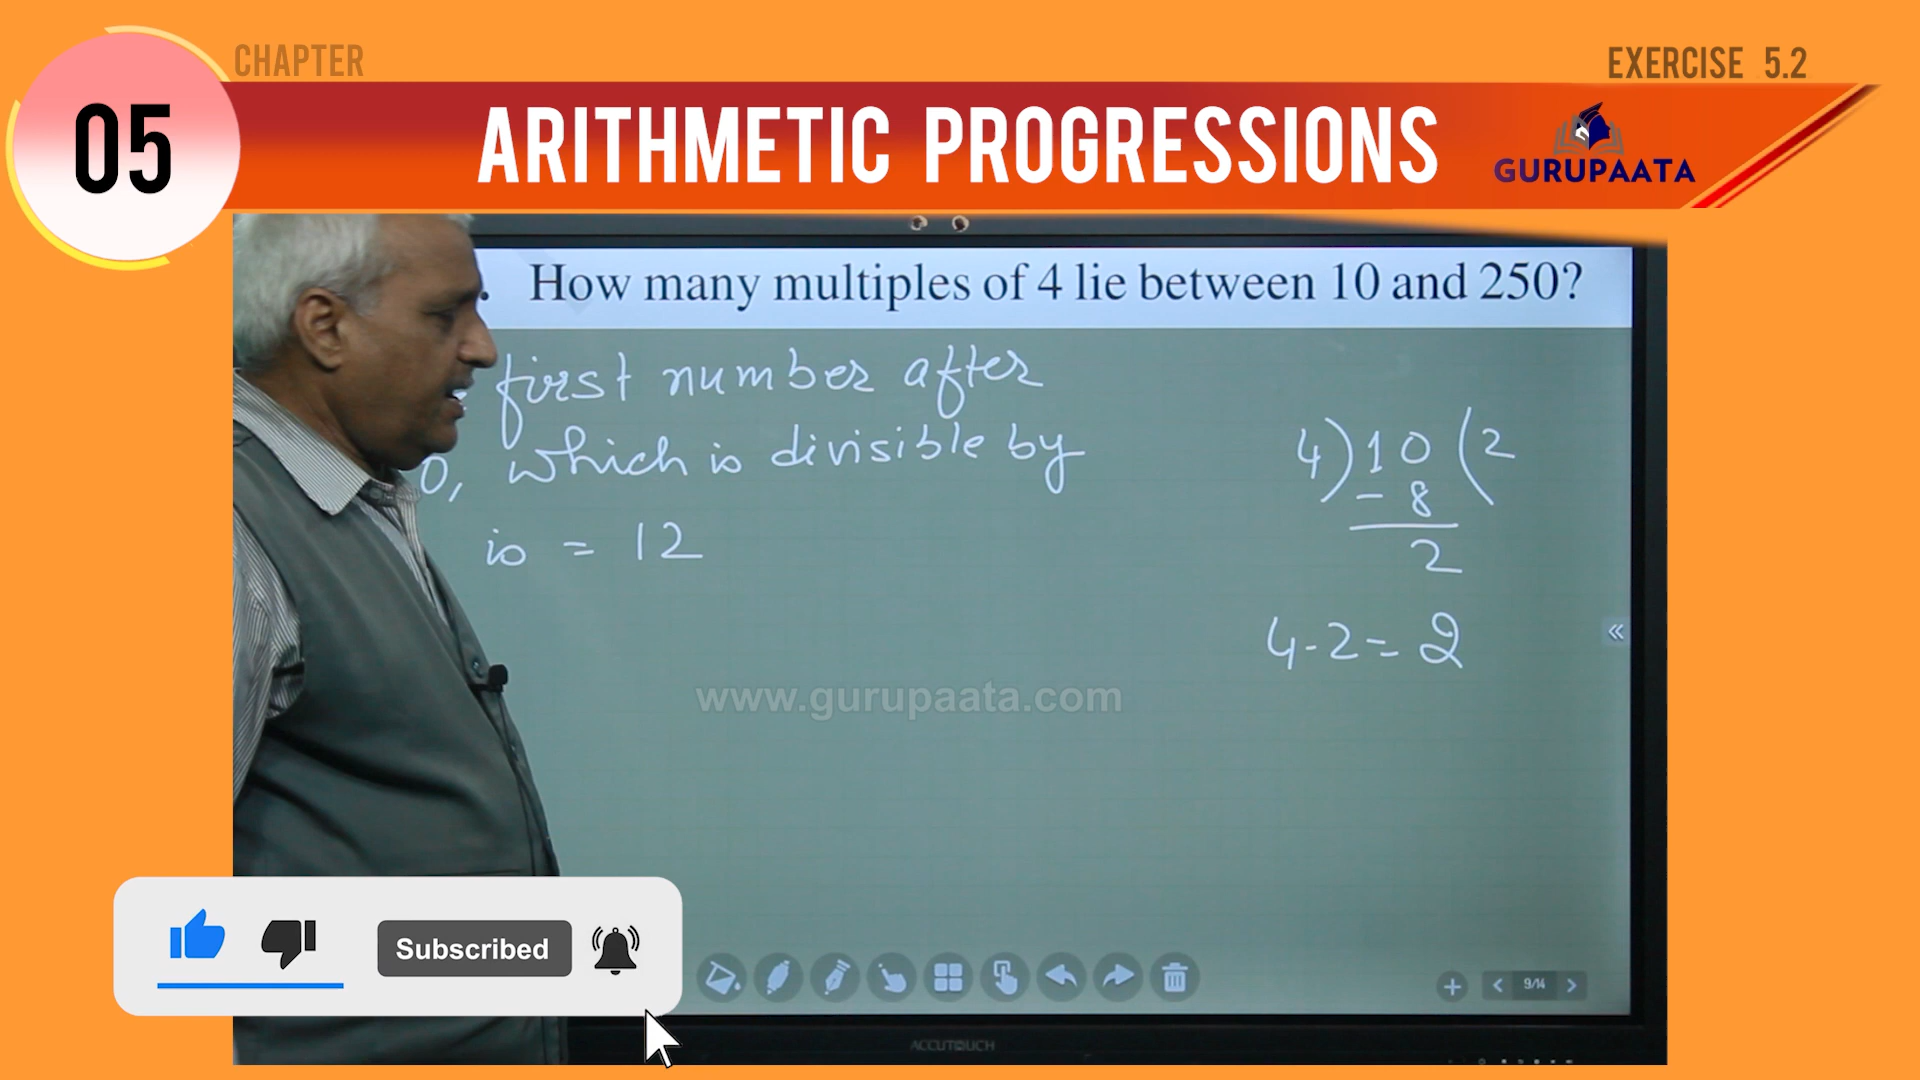 CHAPTER
EXERCISE 5.2
05
ARITHMETIC PROGRESSIONS
GURUPAATA
. How many multiples of 4 lie between 10 and 250?
first number after
0, which is divisible by
is = 12
4)10(2
- 8
2
4-2= 2
www.gurupaata.com
Subscribed
9/14
ACCUTOUCH